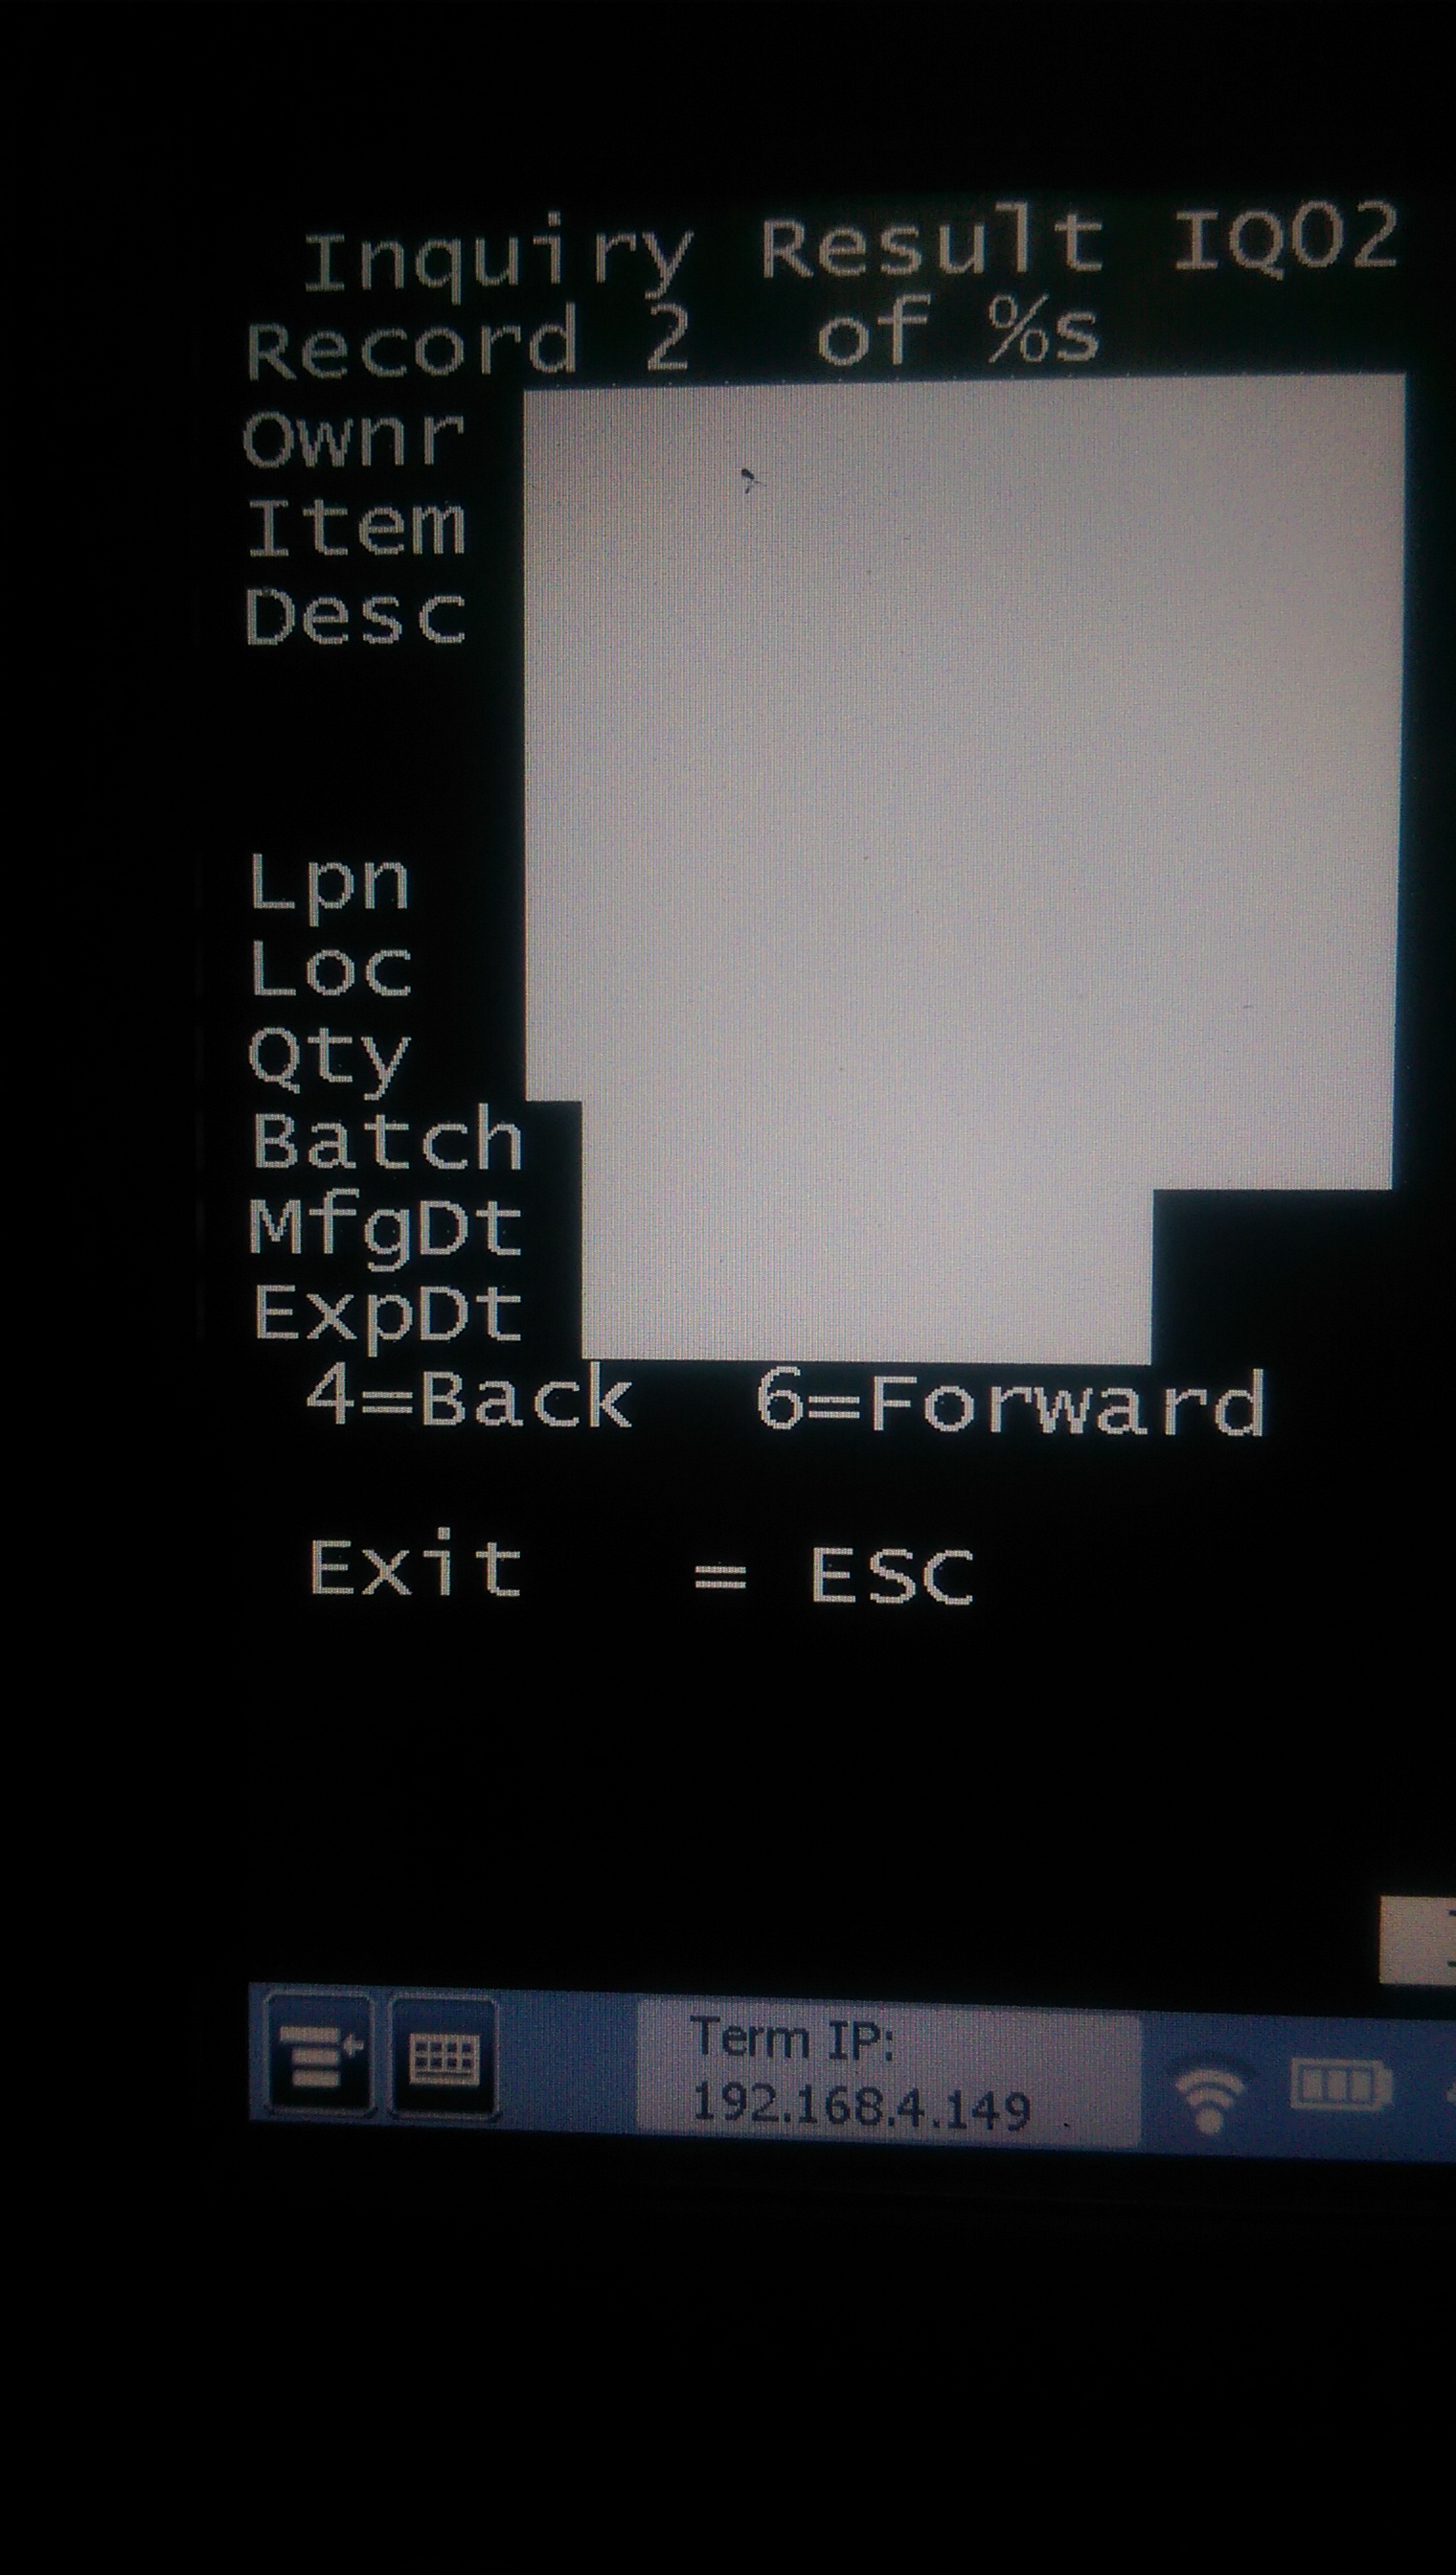 Inquiry Result IQ02
Record 2 of %s
Ownr
Item
Desc
Lpn
Loc
Qty
Batch
MfgDt
ExpDt
4=Back 6=Forward
Exit = ESC
Term IP:
192.168.4.149